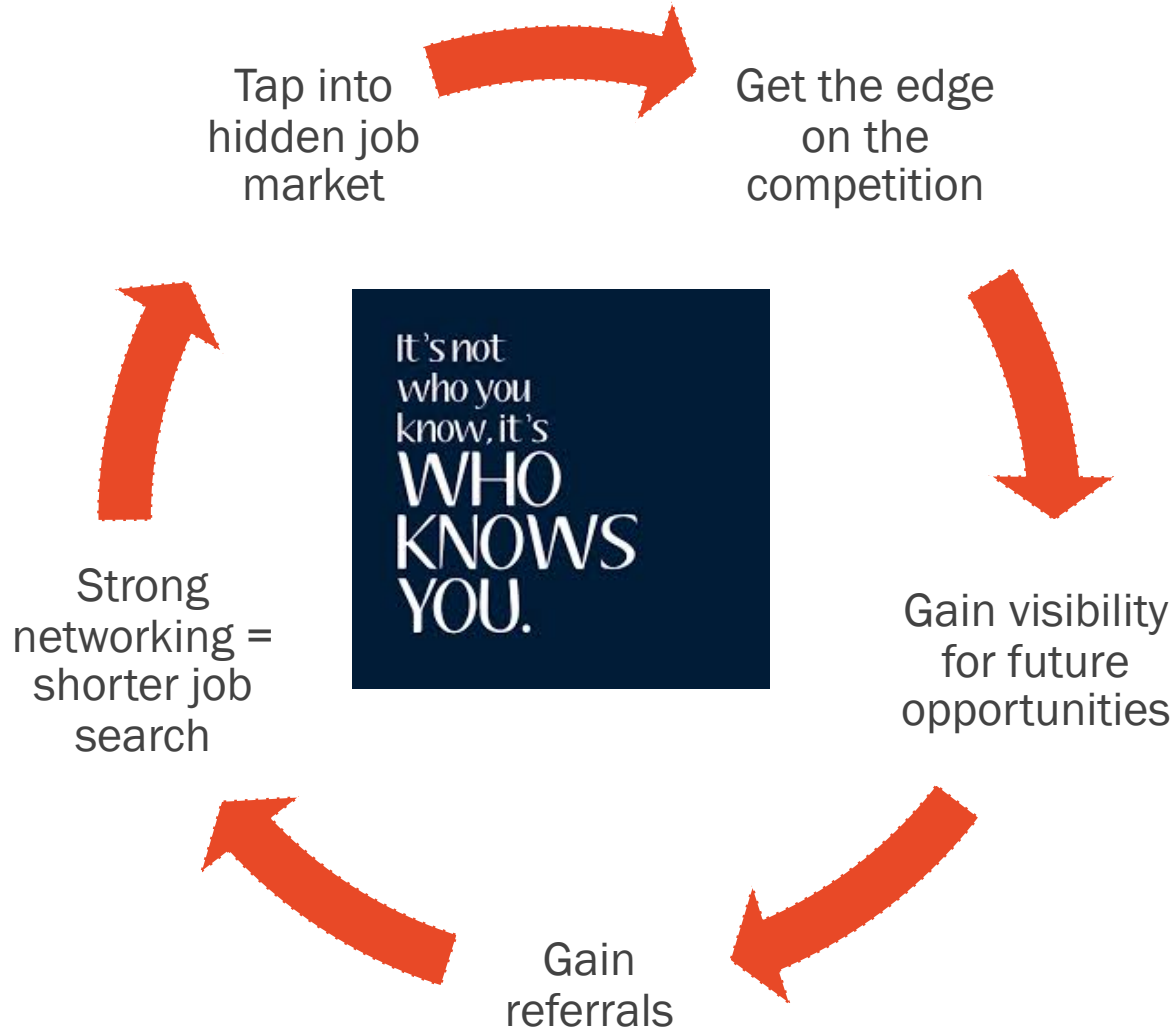 Tap into
hidden job
market
Get the edge
on the
competition
It's not
who you
know, it's
WHO
KNOWS
YOU.
Strong
networking =
shorter job
search
Gain visibility
for future
opportunities
Gain
referrals